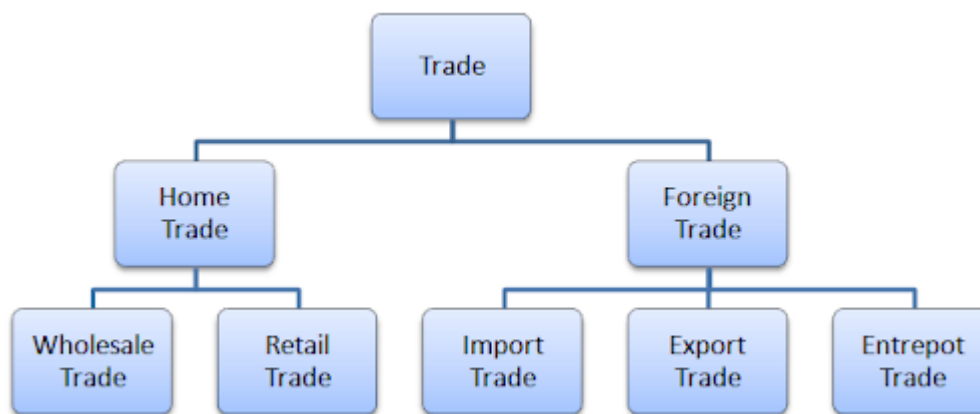 Trade
Home
Trade
Foreign
Trade
Wholesale
Trade
Retail
Trade
Import
Trade
Export
Trade
Entrepot
Trade